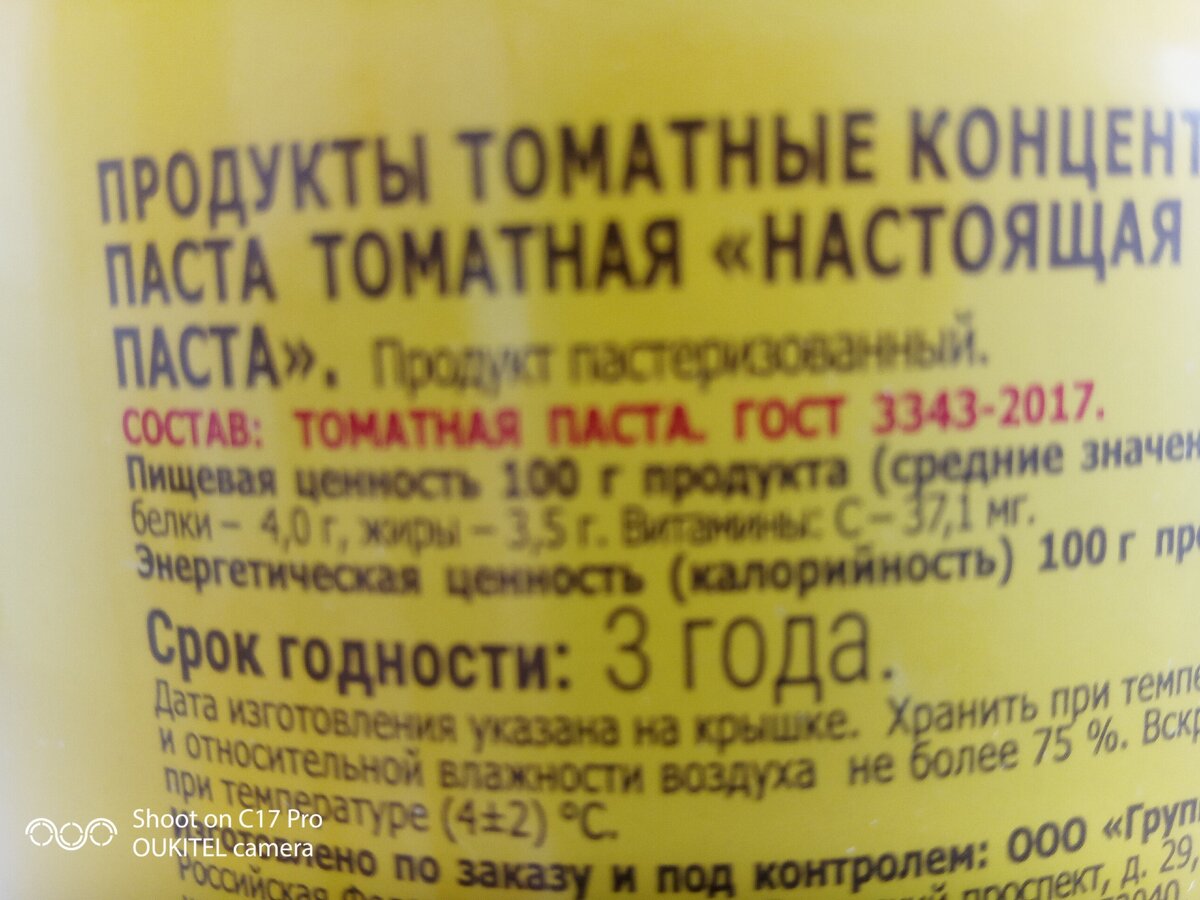 ПРОДУКТЫ ТОМАТНЫЕ КОНЦЕНТ
ПАСТА ТОМАТНАЯ «НАСТОЯЩАЯ
ПАСТА». Продукт пастеризованный.
СОСТАВ: ТОМАТНАЯ ПАСТА. ГОСТ 3343-2017.
Пищевая ценность 100 г продукта (средние значен
белки – 4,0 г, жиры – 3,5 г. Витамины: С – 37,1 мг.
Энергетическая ценность (калорийность) 100 г пр
Срок годности: 3 года.
Дата изготовления указана на крышке. Хранить при темпе
и относительной влажности воздуха не более 75 %. Вскр
при температуре (4±2) °С.
Изготовлено по заказу и под контролем: ООО «Груп
Российская проспект, д. 29,
Shoot on C17 Pro
OUKITEL camera